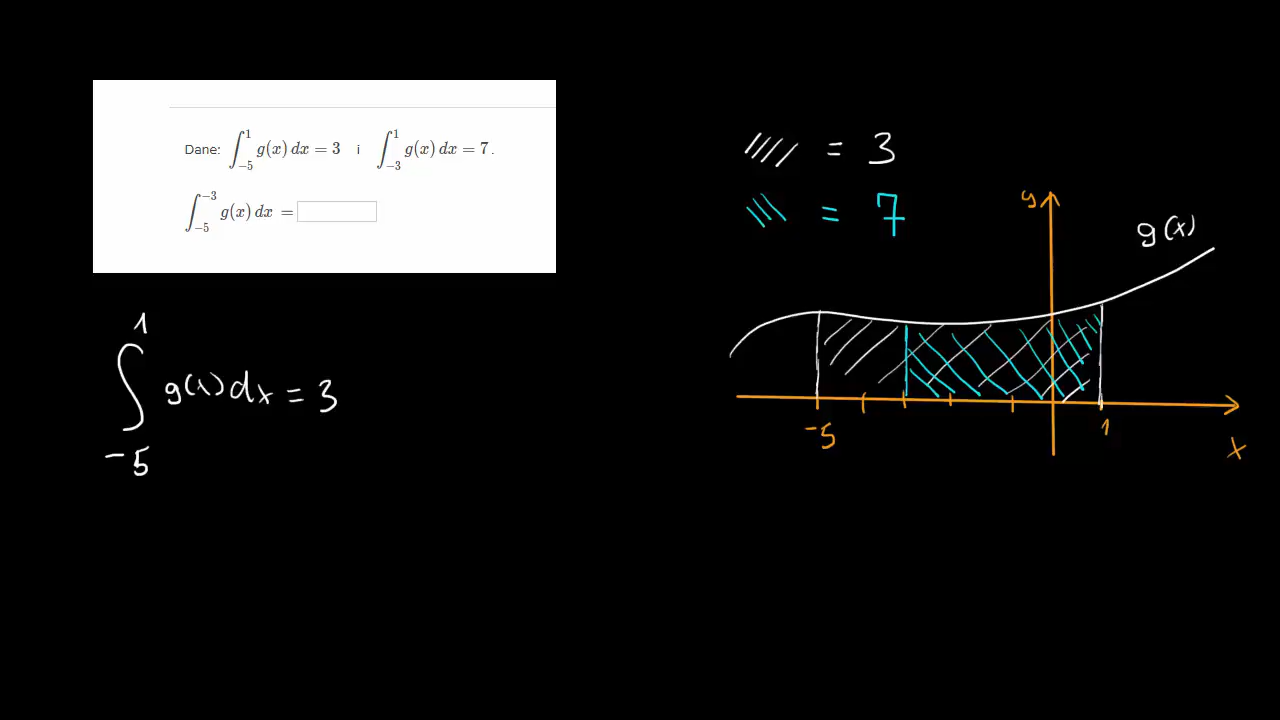 Dane: ∫_{-5}^{1} g(x) dx = 3 i ∫_{-3}^{1} g(x) dx = 7.
∫_{-5}^{-3} g(x) dx =
= 3
= 7
y
g(x)
∫_{-5}^{1} g(x) dx = 3
-5
1
x